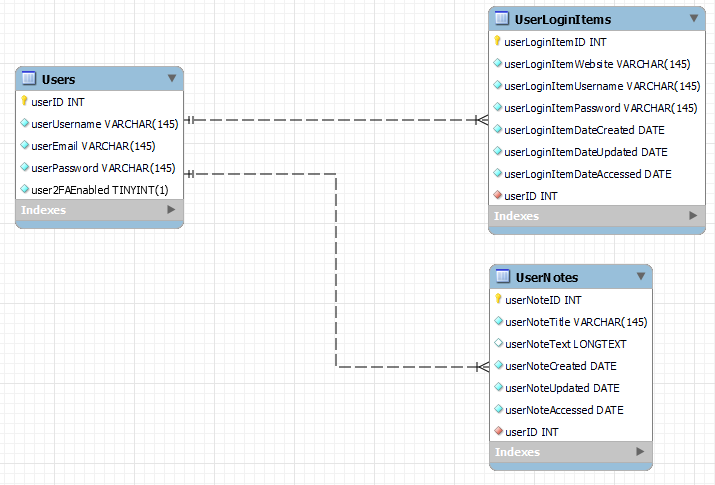 Users
userID INT
userUsername VARCHAR(145)
userEmail VARCHAR(145)
userPassword VARCHAR(145)
user2FAEnabled TINYINT(1)
Indexes
UserLoginItems
userLoginItemID INT
userLoginItemWebsite VARCHAR(145)
userLoginItemUsername VARCHAR(145)
userLoginItemPassword VARCHAR(145)
userLoginItemDateCreated DATE
userLoginItemDateUpdated DATE
userLoginItemDateAccessed DATE
userID INT
Indexes
UserNotes
userNoteID INT
userNoteTitle VARCHAR(145)
userNoteText LONGTEXT
userNoteCreated DATE
userNoteUpdated DATE
userNoteAccessed DATE
userID INT
Indexes